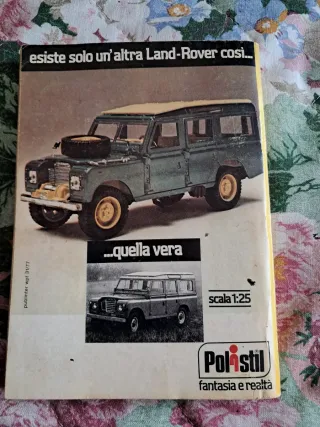 esiste solo un'altra Land-Rover così...
...quella vera
scala 1:25
Polistil
fantasia e realtà